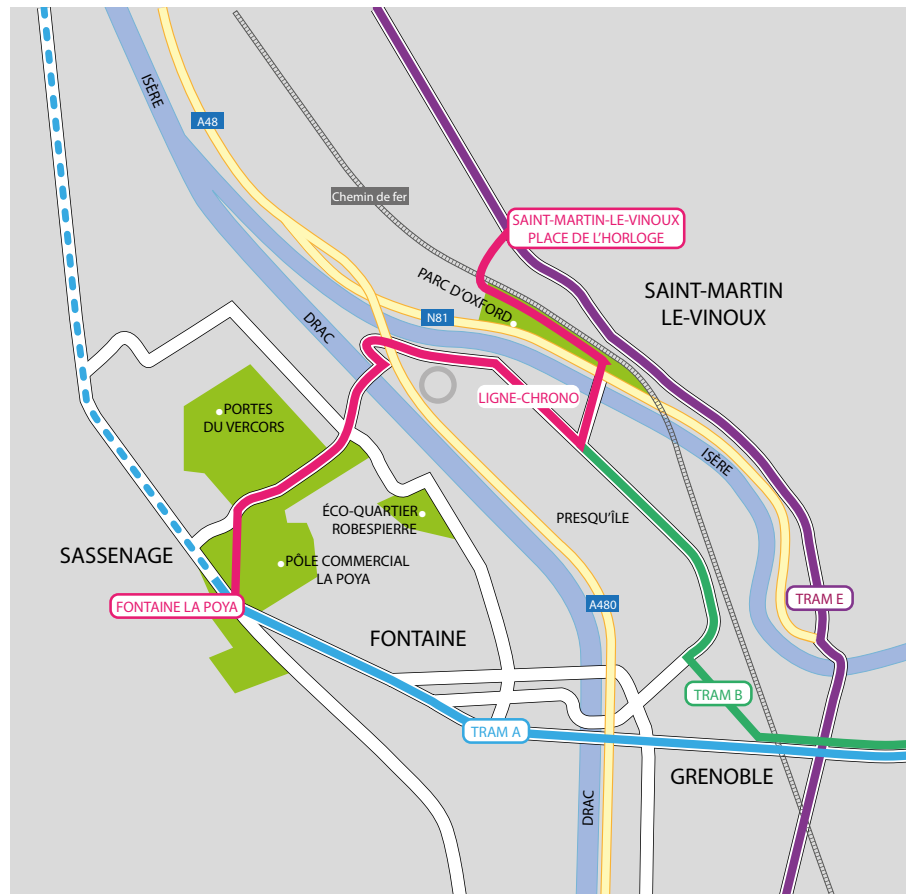 ISÈRE
A48
Chemin de fer
SAINT-MARTIN-LE-VINOUX
PLACE DE L'HORLOGE
PARC D'OXFORD
SAINT-MARTIN
LE-VINOUX
N81
DRAC
LIGNE-CHRONO
PORTES
DU VERCORS
ISÈRE
ÉCO-QUARTIER
ROBESPIERRE
PRESQU'ÎLE
SASSENAGE
PÔLE COMMERCIAL
LA POYA
FONTAINE LA POYA
A480
TRAM E
FONTAINE
TRAM B
TRAM A
GRENOBLE
DRAC